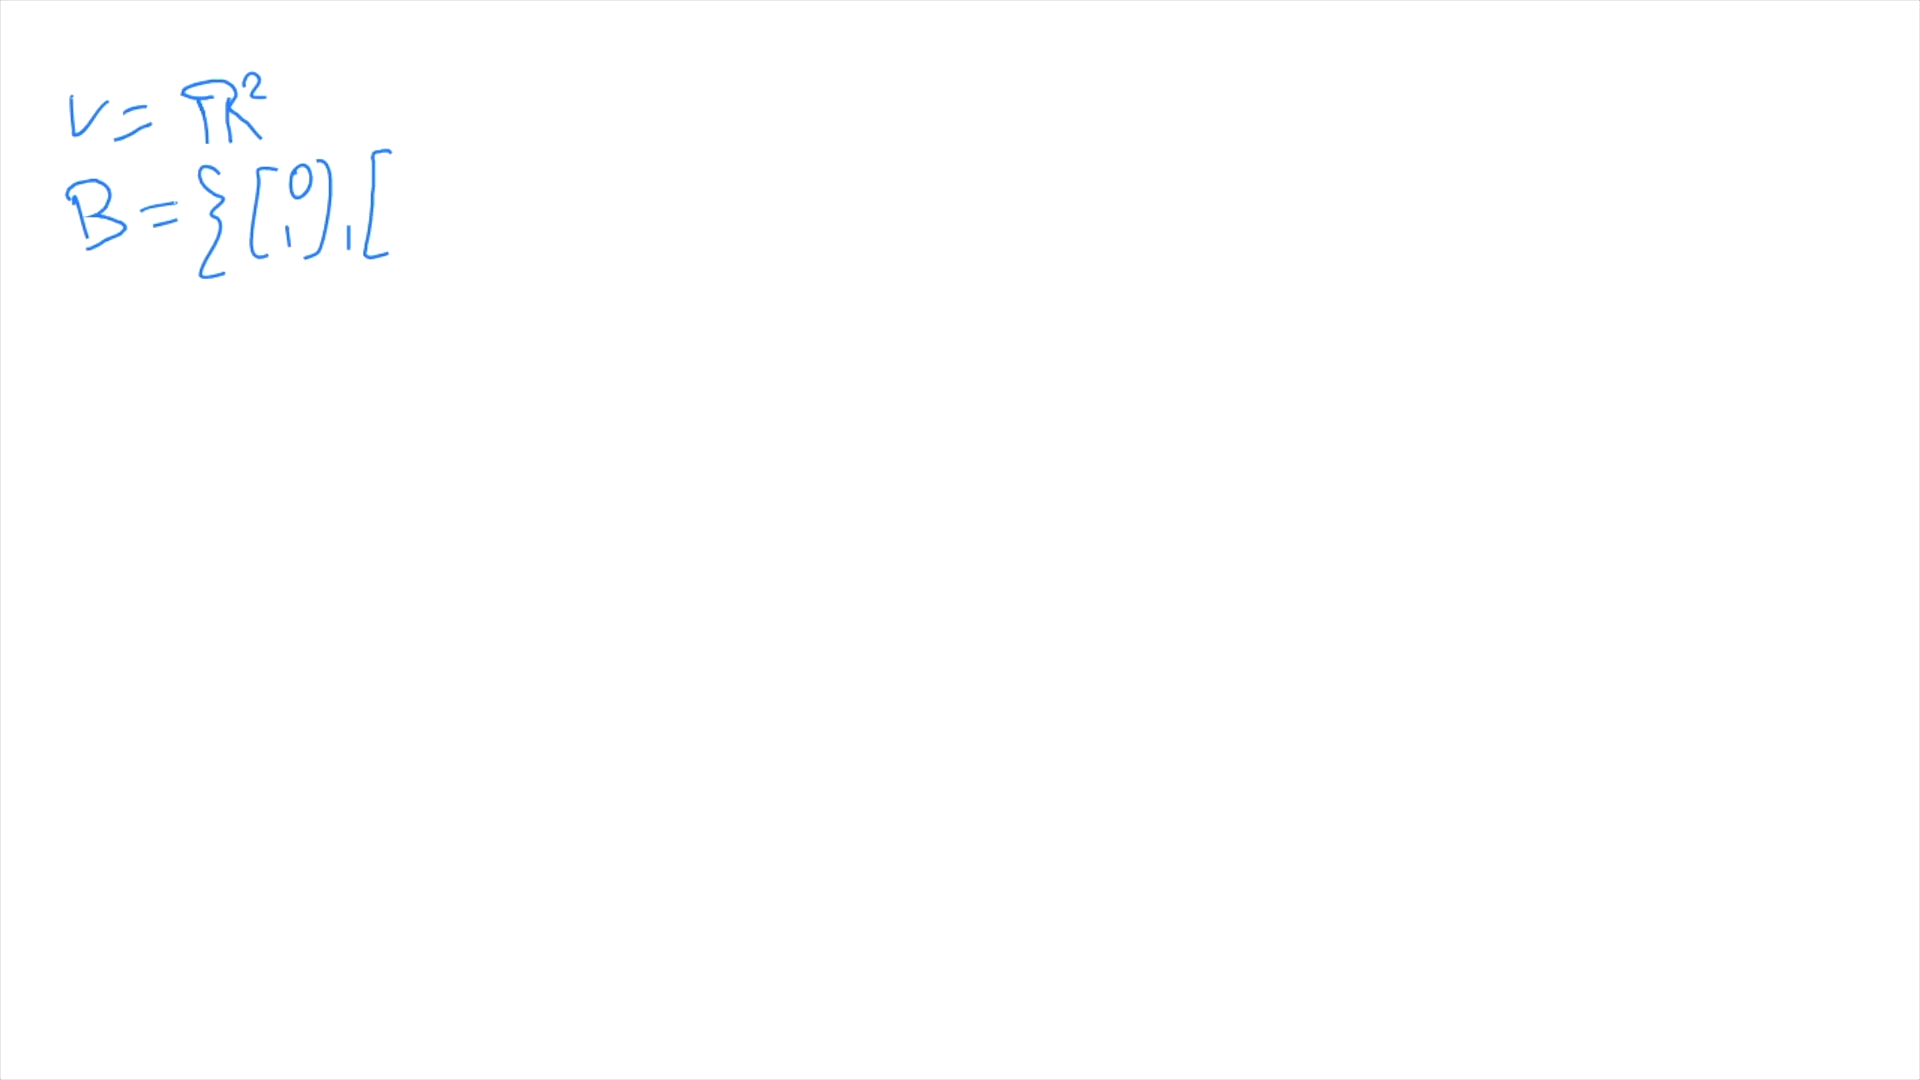 V = ℝ²
B = {[0 1], [